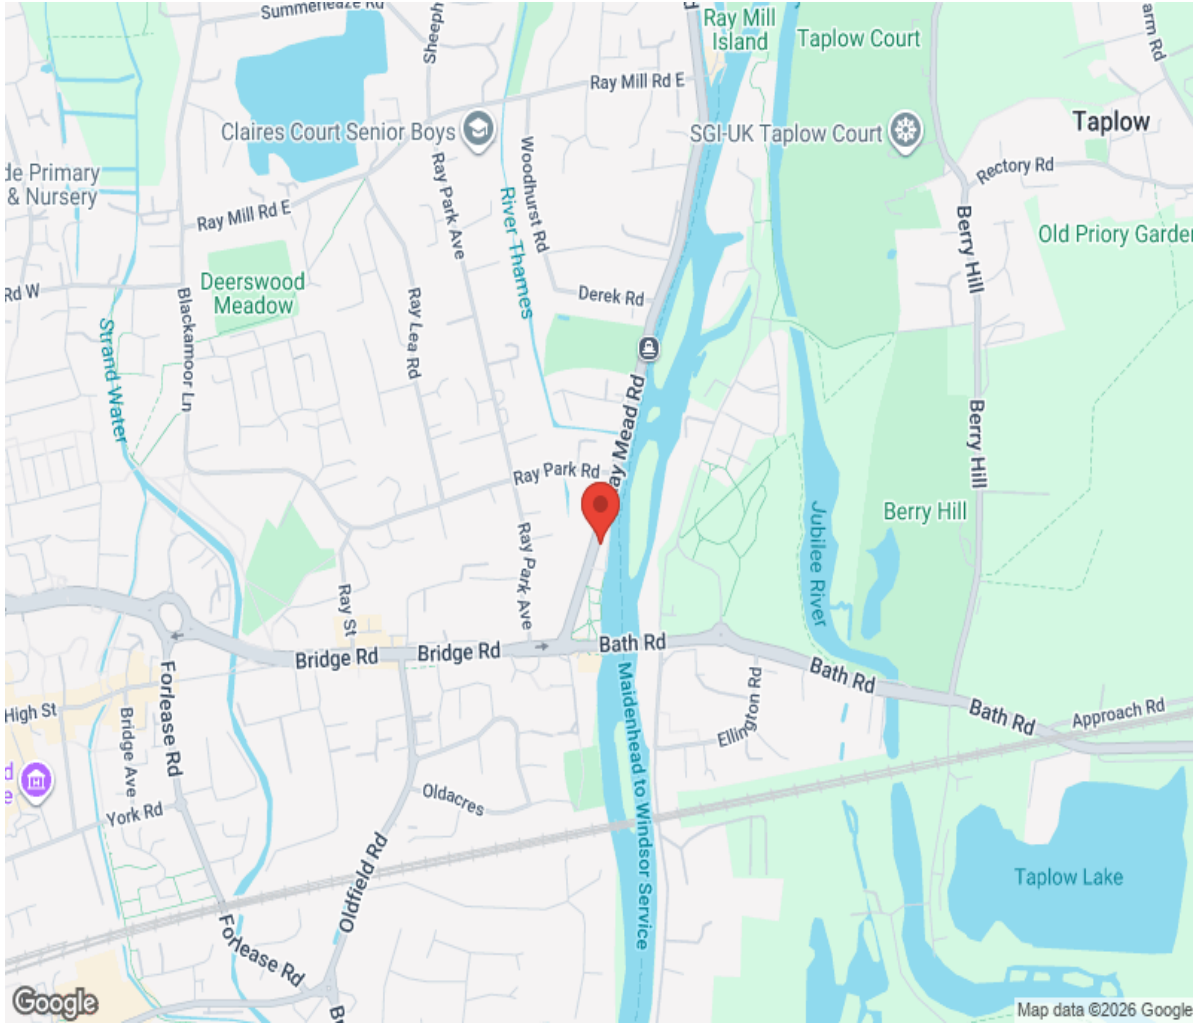 Summerleaze Rd
Sheeph
Ray Mill
Island
Taplow Court
arm Rd
d
Ray Mill Rd E
Claires Court Senior Boys
SGI-UK Taplow Court
Taplow
Rectory Rd
de Primary
& Nursery
Ray Mill Rd E
Ray Park Ave
Woodhurst Rd
River Thames
Berry Hill
Old Priory Garden
Deerswood
Meadow
Rd W
Blackamoor Ln
Ray Lea Rd
Derek Rd
Strand Water
ay Mead Rd
Berry Hill
Ray Park Rd
Ray Park Ave
Jubilee River
Berry Hill
Ray St
Bridge Rd
Bridge Rd
Bath Rd
Bath Rd
Bath Rd
Approach Rd
Forlease Rd
High St
Bridge Ave
Ellington Rd
Maidenhead to Windsor Service
d
e
York Rd
Oldacres
Oldfield Rd
Taplow Lake
Forlease Rd
Google
Map data ©2026 Google